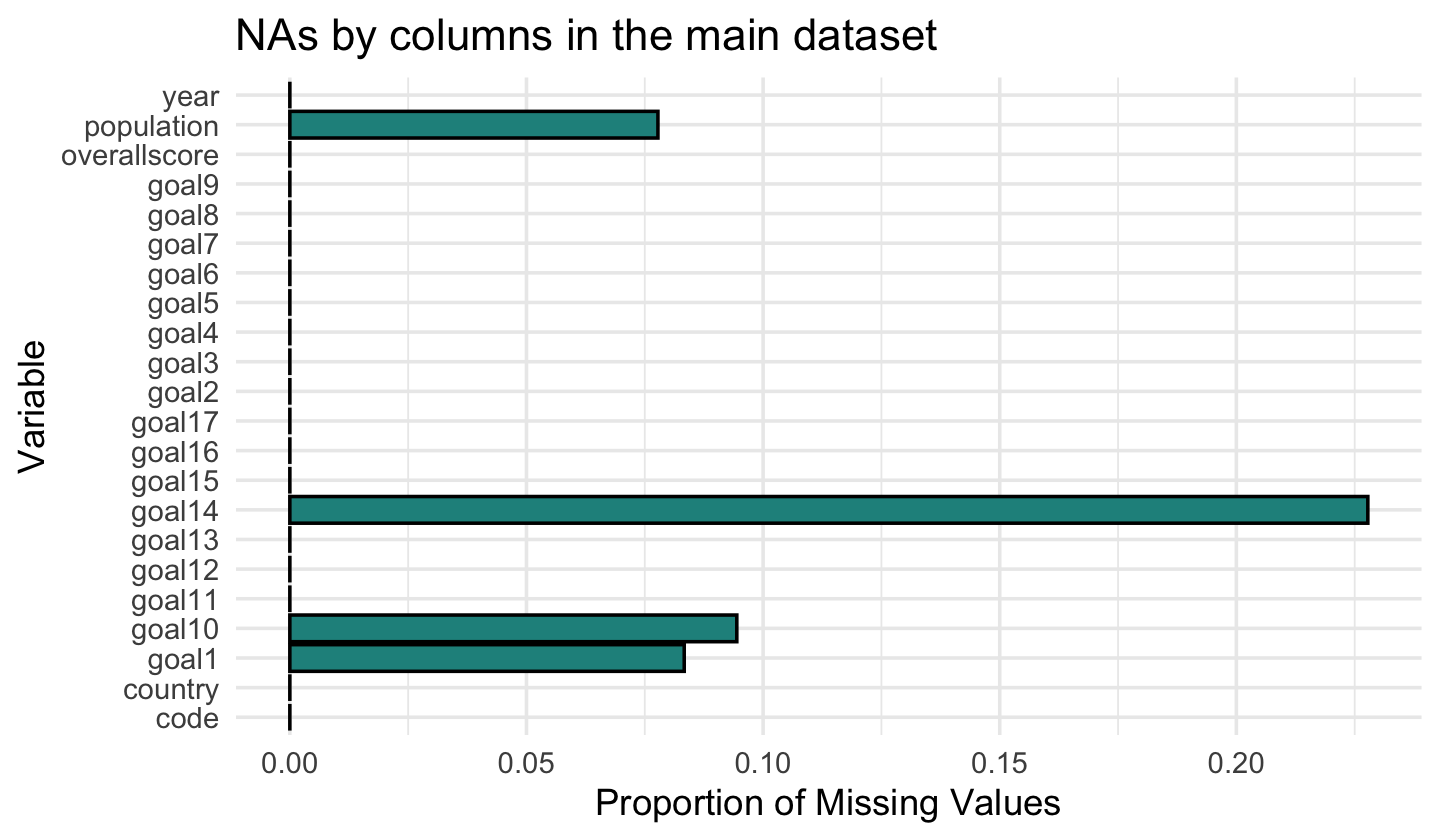 NAs by columns in the main dataset
Variable
year
population
overallscore
goal9
goal8
goal7
goal6
goal5
goal4
goal3
goal2
goal17
goal16
goal15
goal14
goal13
goal12
goal11
goal10
goal1
country
code
0.00 0.05 0.10 0.15 0.20
Proportion of Missing Values